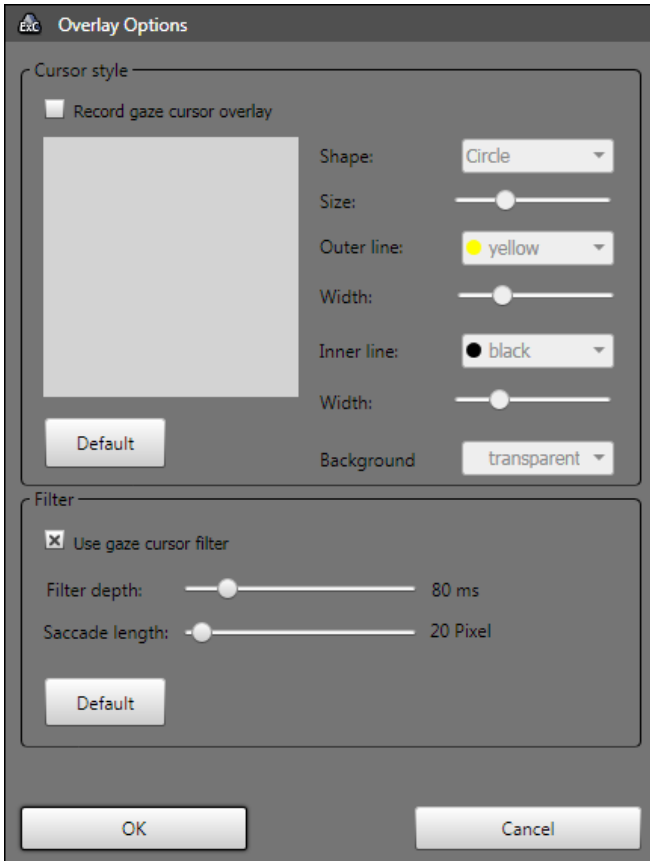 EXC Overlay Options
Cursor style
Record gaze cursor overlay
Shape: Circle
Size:
Outer line: yellow
Width:
Inner line: black
Width:
Default
Background transparent
Filter
Use gaze cursor filter
Filter depth: 80 ms
Saccade length: 20 Pixel
Default
OK Cancel